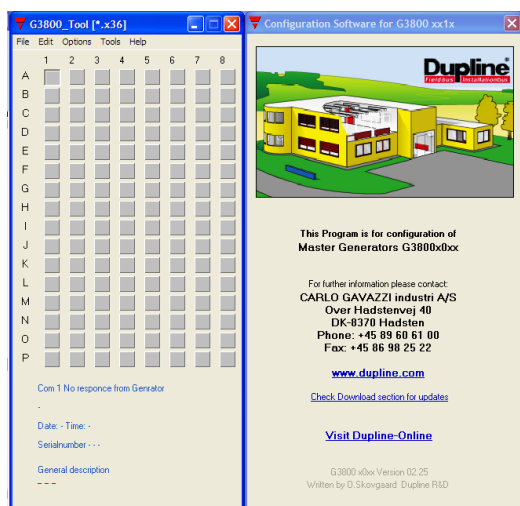 G3800_Tool [*.x36]
File Edit Options Tools Help
1 2 3 4 5 6 7 8
A
B
C
D
E
F
G
H
I
J
K
L
M
N
O
P
Com 1 No responce from Genrator
-
Date: - Time: -
Serialnumber - - -
General description
- - -
Configuration Software for G3800 xx1x
Dupline®
Fieldbus Installationbus
This Program is for configuration of
Master Generators G3800x0xx
For further information please contact:
CARLO GAVAZZI industri A/S
Over Hadstenvej 40
DK-8370 Hadsten
Phone: +45 89 60 61 00
Fax: +45 86 98 25 22
www.dupline.com
Check Download section for updates
Visit Dupline-Online
G3800 x0xx Version 02.25
Written by O.Skovgaard Dupline R&D